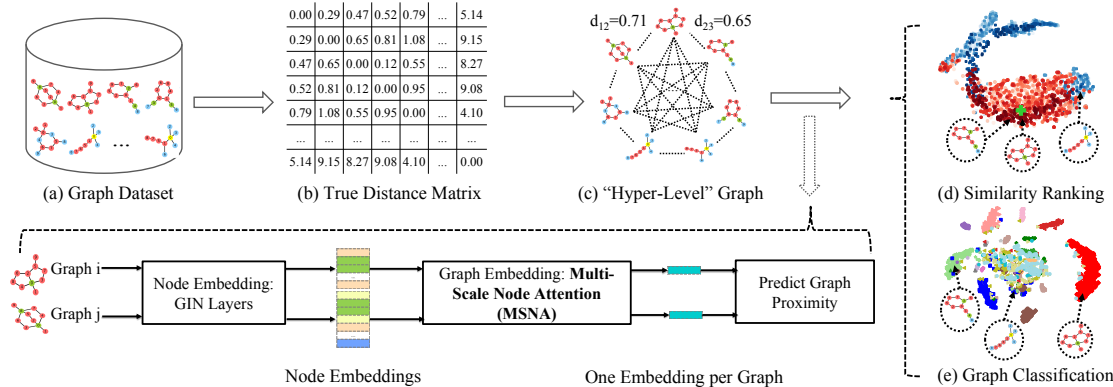 0.00 0.29 0.47 0.52 0.79 ... 5.14
0.29 0.00 0.65 0.81 1.08 ... 9.15
0.47 0.65 0.00 0.12 0.55 ... 8.27
0.52 0.81 0.12 0.00 0.95 ... 9.08
0.79 1.08 0.55 0.95 0.00 ... 4.10
... ... ... ... ... ... ...
5.14 9.15 8.27 9.08 4.10 ... 0.00
d12=0.71 d23=0.65
...
(a) Graph Dataset
(b) True Distance Matrix
(c) “Hyper-Level” Graph
(d) Similarity Ranking
Graph i
Graph j
Node Embedding:
GIN Layers
...
...
Graph Embedding: Multi-
Scale Node Attention
(MSNA)
Predict Graph
Proximity
Node Embeddings
One Embedding per Graph
(e) Graph Classification